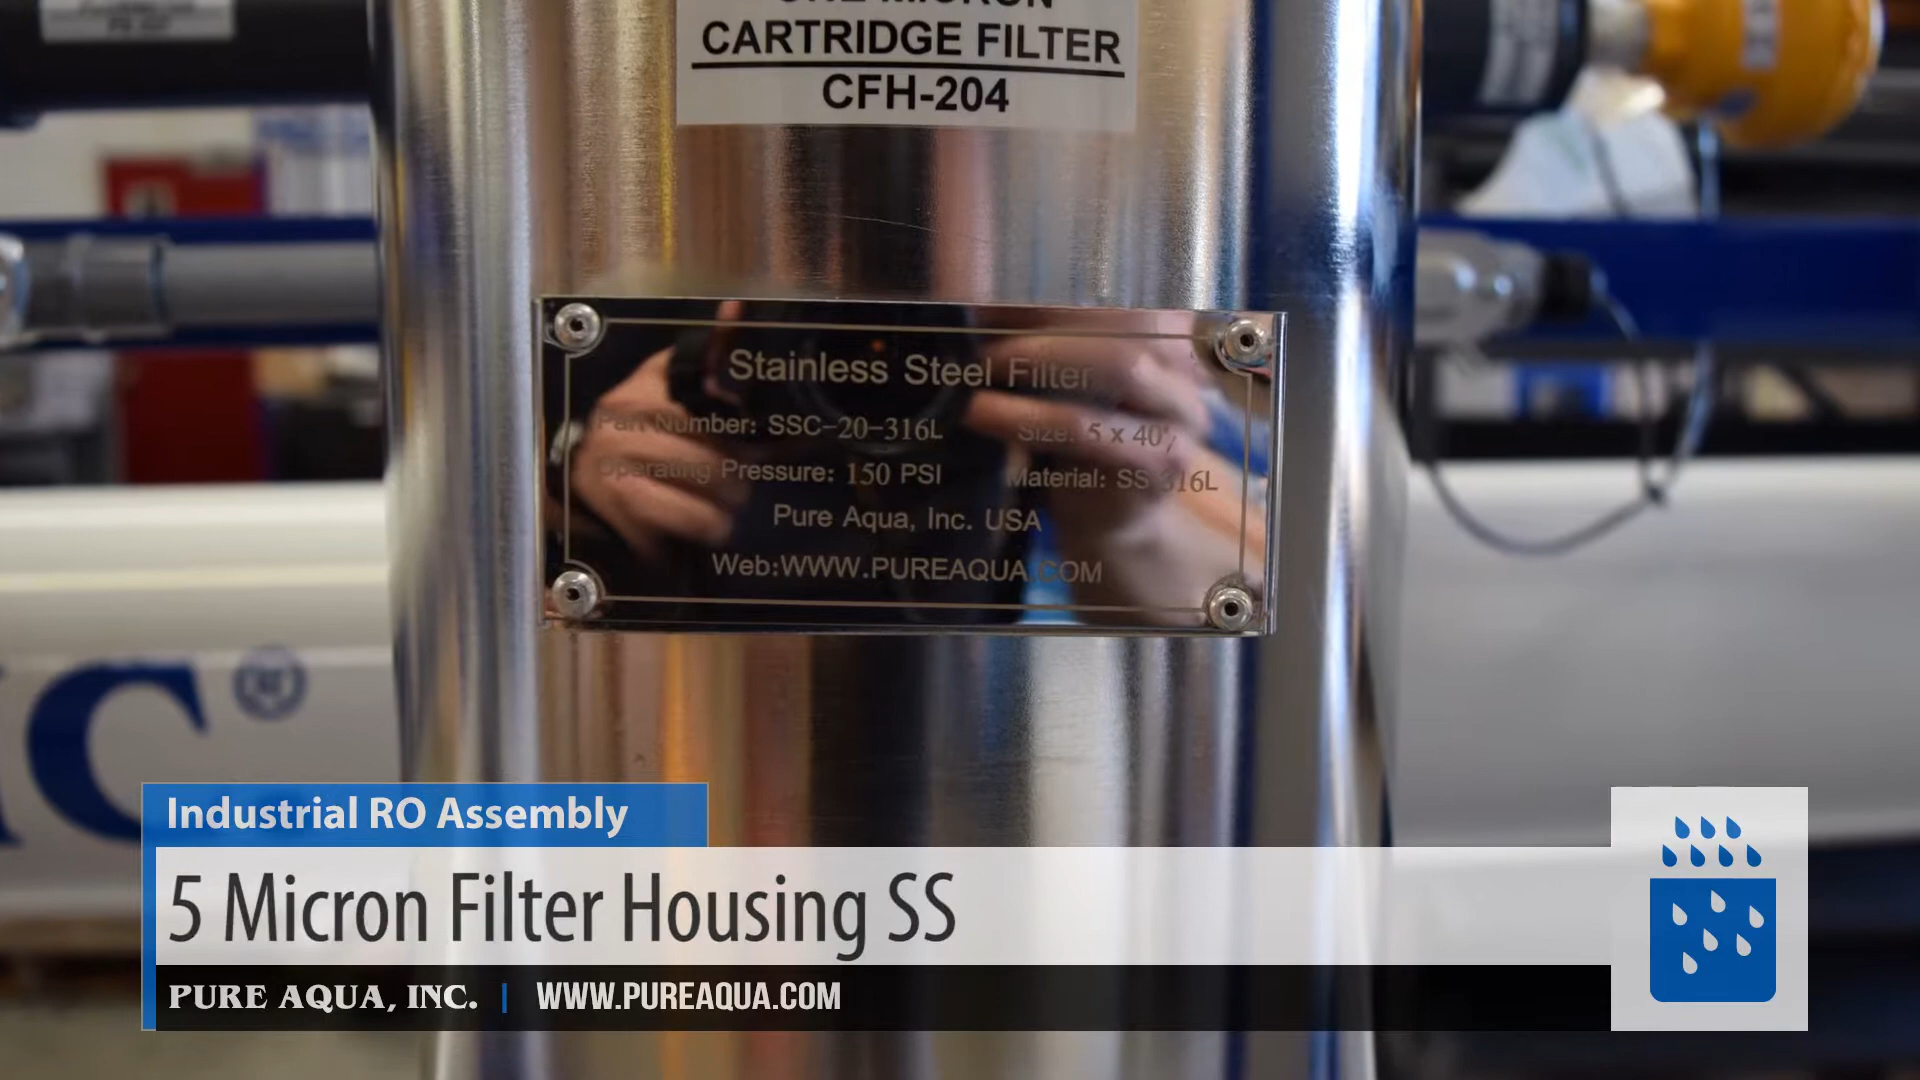 CARTRIDGE FILTER
CFH-204
Stainless Steel Filter
Part Number: SSC-20-316L Size: 5 x 40"
Operating Pressure: 150 PSI Material: SS 316L
Pure Aqua, Inc. USA
Web:WWW.PUREAQUA.COM
C®
Industrial RO Assembly
5 Micron Filter Housing SS
PURE AQUA, INC. | WWW.PUREAQUA.COM